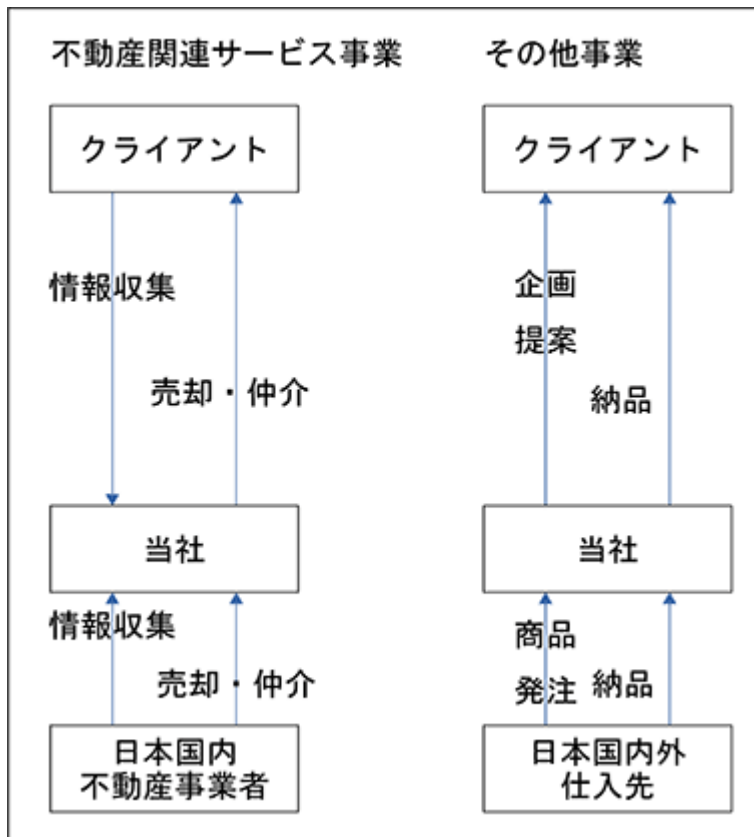 不動産関連サービス事業
クライアント
情報収集
売却・仲介
当社
情報収集
売却・仲介
日本国内
不動産事業者
その他事業
クライアント
企画
提案
納品
当社
商品
発注
納品
日本国内外
仕入先